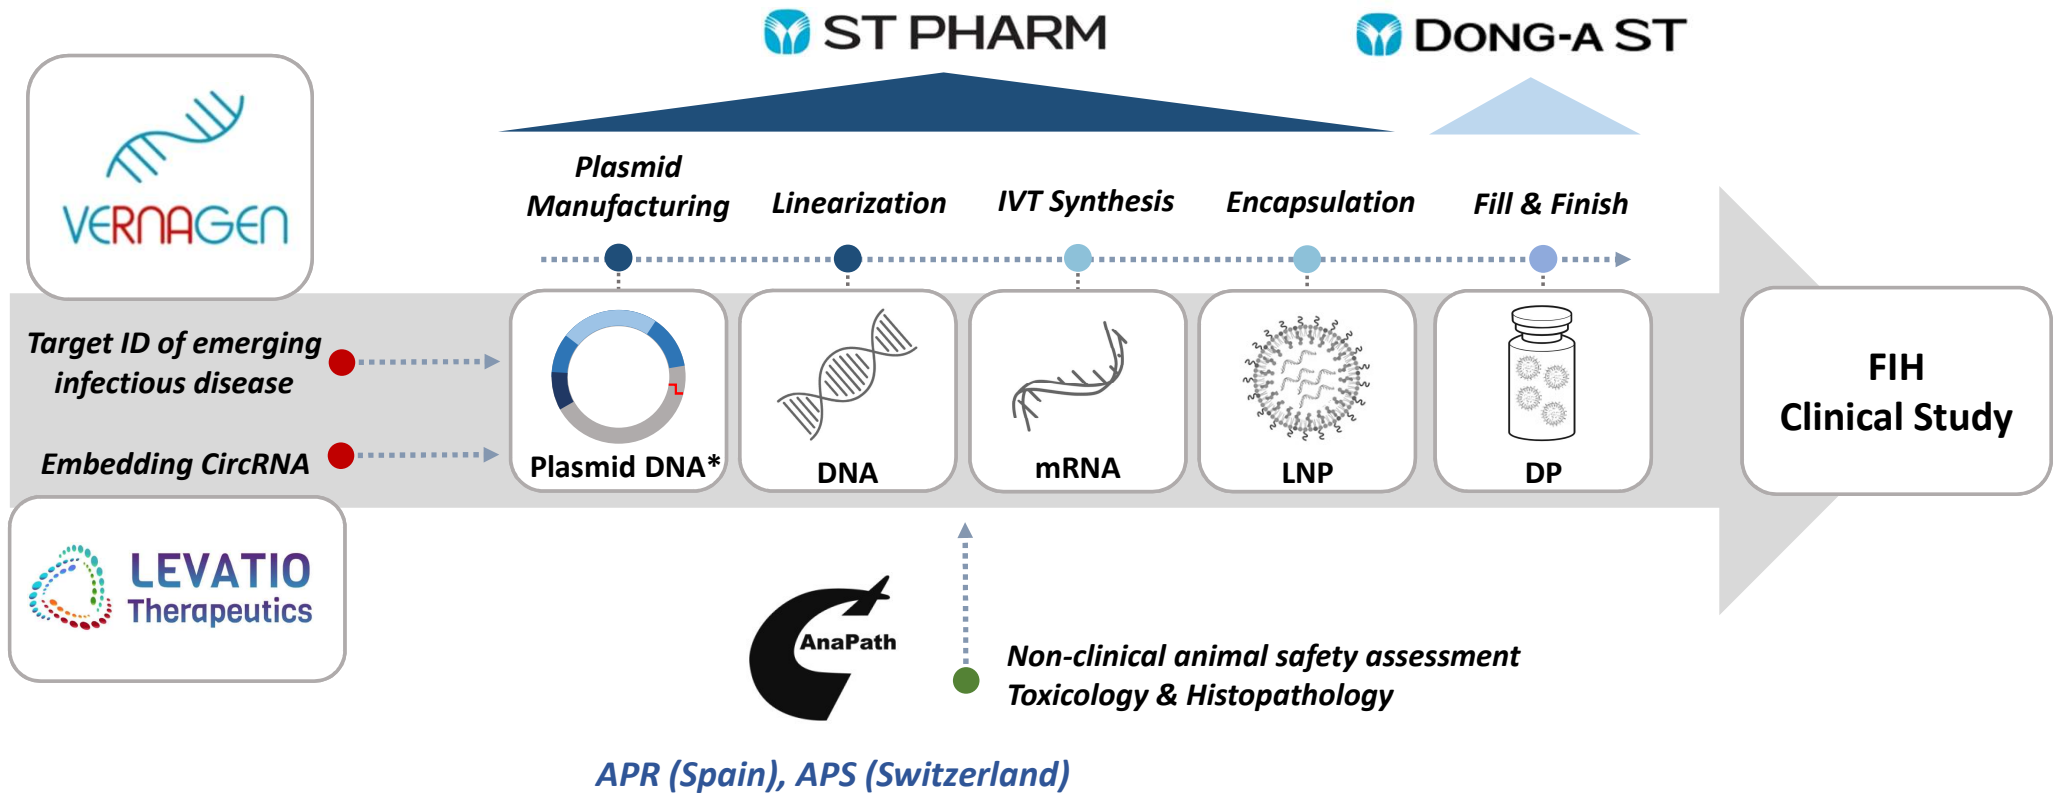 ST PHARM
DONG-A ST
VERNAGEN
Plasmid
Manufacturing
Linearization
IVT Synthesis
Encapsulation
Fill & Finish
Target ID of emerging
infectious disease
Embedding CircRNA
Plasmid DNA*
DNA
mRNA
LNP
DP
FIH
Clinical Study
LEVATIO
Therapeutics
AnaPath
Non-clinical animal safety assessment
Toxicology & Histopathology
APR (Spain), APS (Switzerland)